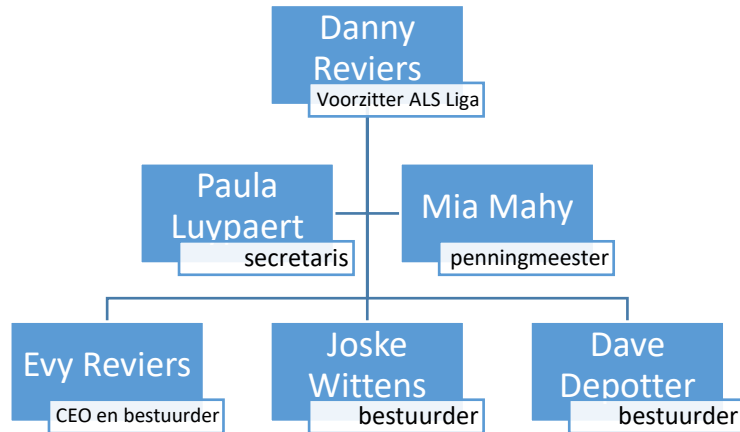 Danny
Reviers
Voorzitter ALS Liga
Paula
Luypaert
secretaris
Mia Mahy
penningmeester
Evy Reviers
CEO en bestuurder
Joske
Wittens
bestuurder
Dave
Depotter
bestuurder